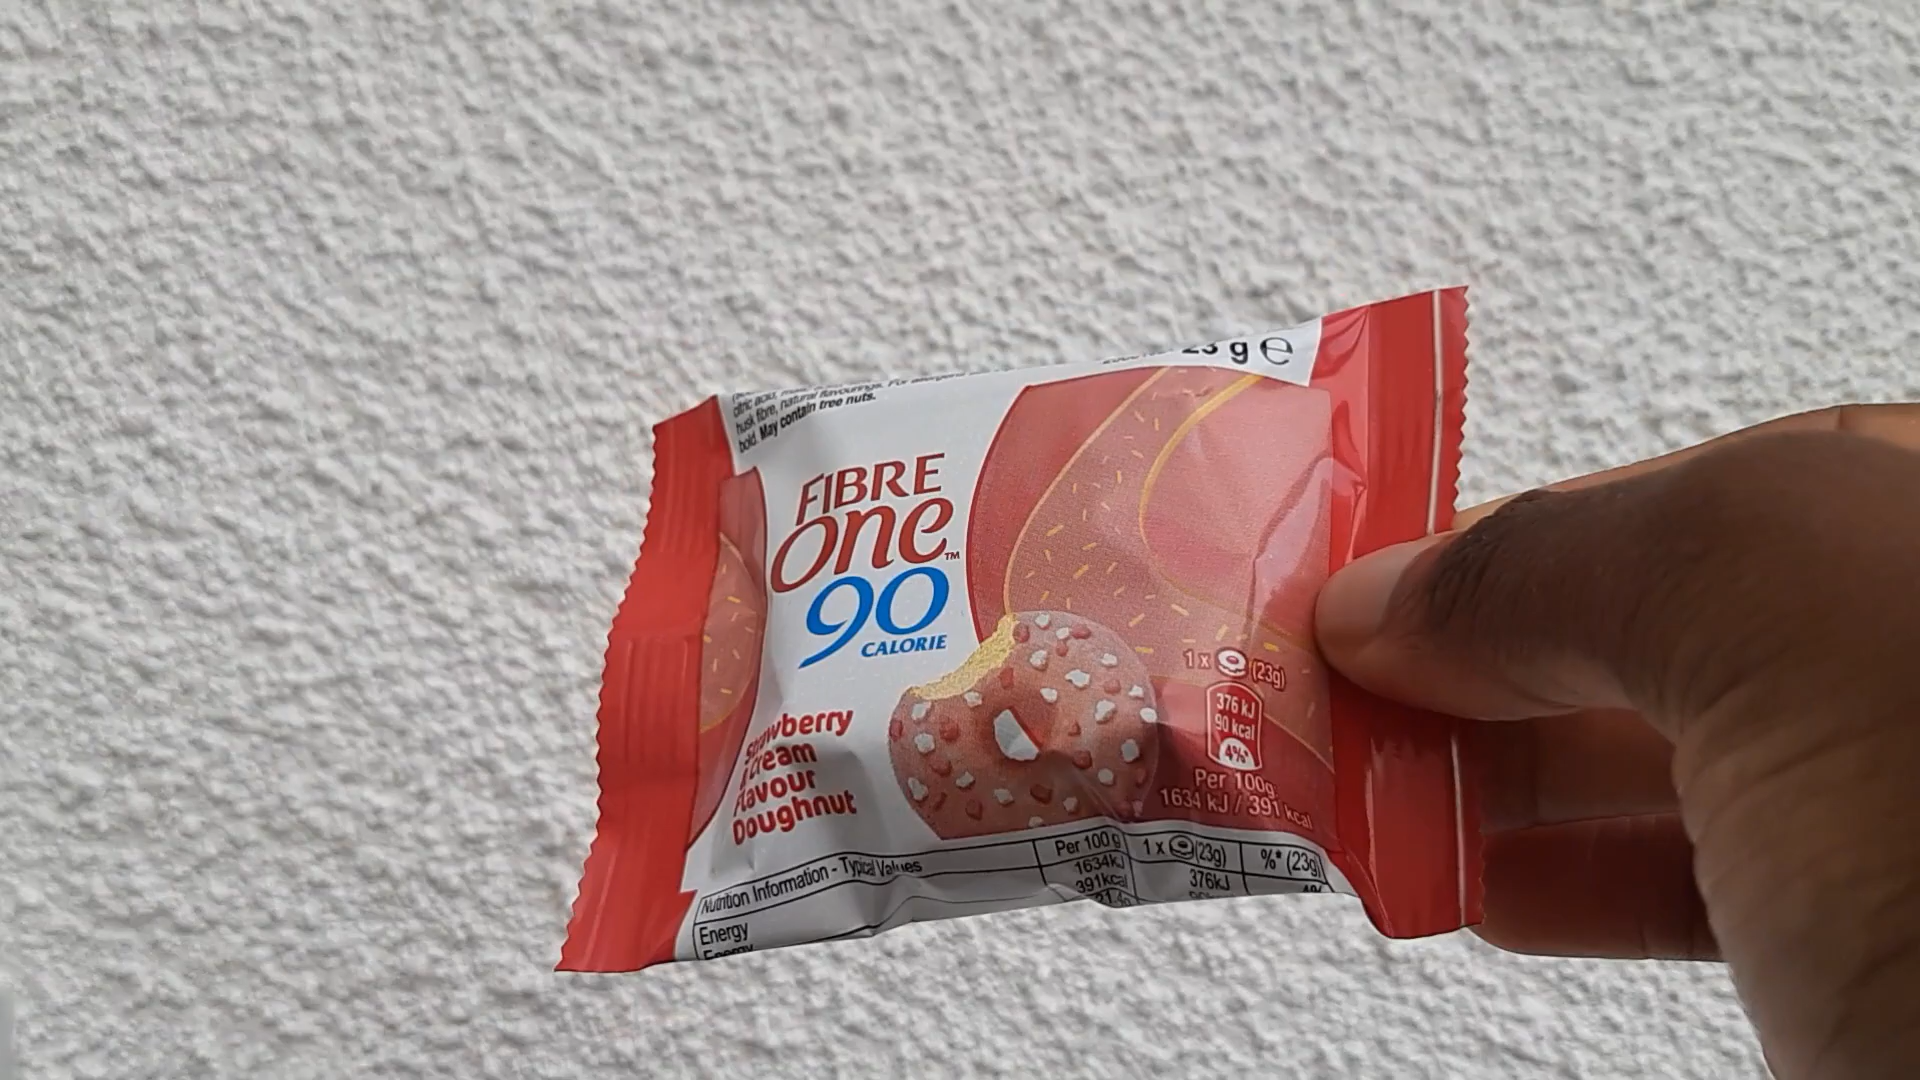 23 g ℮
citric acid,
husk fibre, natural flavourings. For allergens
bold. May contain tree nuts.
FIBRE
One™
90
CALORIE
Strawberry
& Cream
Flavour
Doughnut
1 x (23g)
376 kJ
90 kcal
4%*
Per 100g
1634 kJ / 391 kcal
Nutrition Information - Typical Values Per 100 g 1 x (23g) %* (23g)
Energy 1634kJ 376kJ
Energy 391kcal